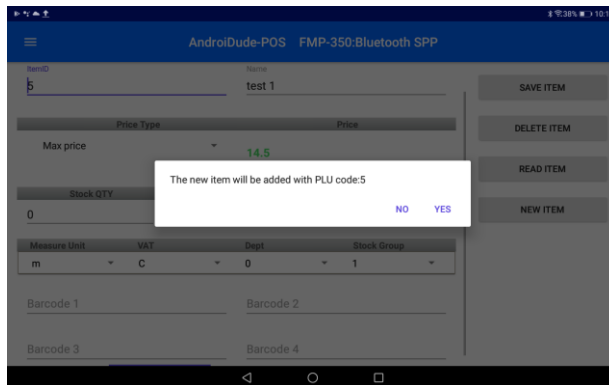 38% 10:1
AndroiDude-POS FMP-350:Bluetooth SPP
ItemID Name
5 test 1
SAVE ITEM
Price Type Price
DELETE ITEM
Max price 14.5
READ ITEM
The new item will be added with PLU code:5
Stock QTY
NO YES
NEW ITEM
0
Measure Unit VAT Dept Stock Group
m C 0 1
Barcode 1 Barcode 2
Barcode 3 Barcode 4